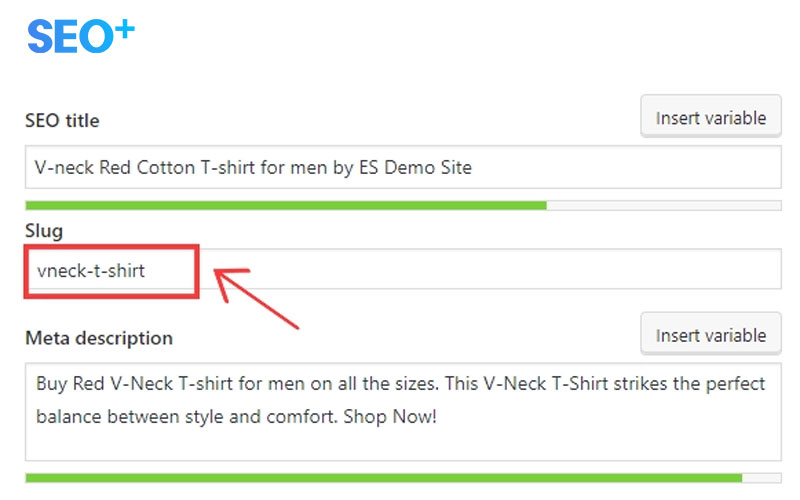 SEO+
SEO title
Insert variable
V-neck Red Cotton T-shirt for men by ES Demo Site
Slug
vneck-t-shirt
Meta description
Insert variable
Buy Red V-Neck T-shirt for men on all the sizes. This V-Neck T-Shirt strikes the perfect
balance between style and comfort. Shop Now!